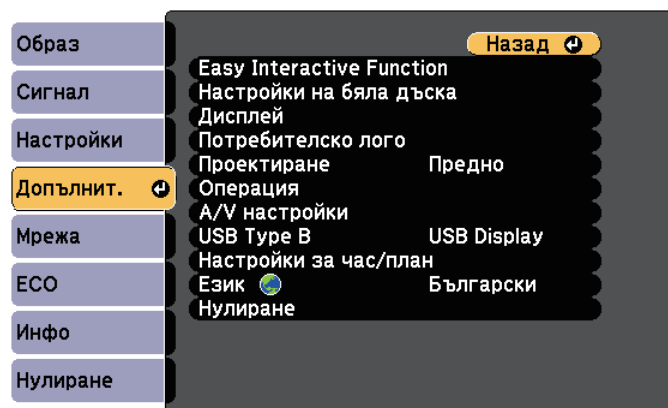 Образ
Сигнал
Настройки
Допълнит.
Мрежа
ECO
Инфо
Нулиране
Назад
Easy Interactive Function
Настройки на бяла дъска
Дисплей
Потребителско лого
Проектиране Предно
Операция
A/V настройки
USB Type B USB Display
Настройки за час/план
Език Български
Нулиране